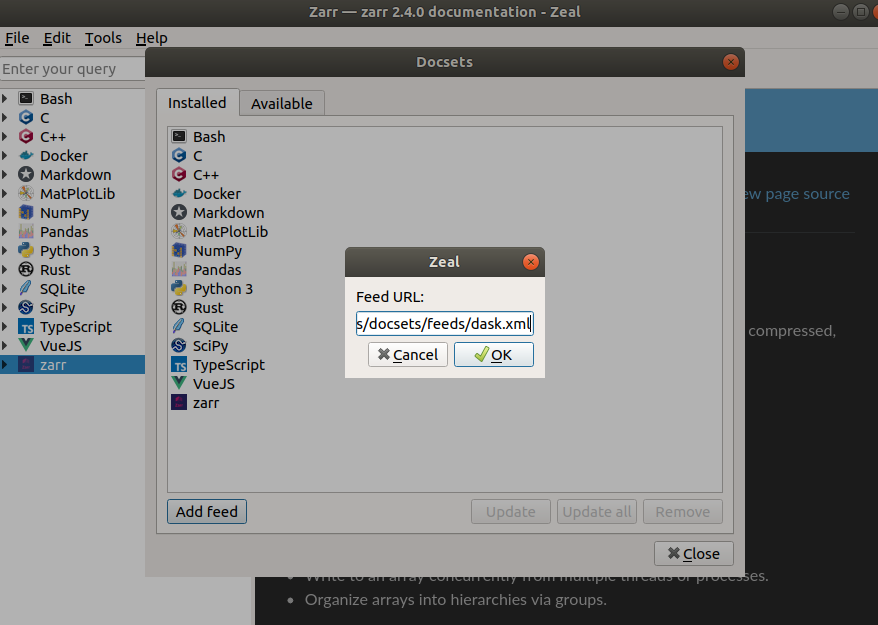 Zarr — zarr 2.4.0 documentation - Zeal
File Edit Tools Help
Enter your query
Bash
C
C++
Docker
Markdown
MatPlotLib
NumPy
Pandas
Python 3
Rust
SQLite
SciPy
TypeScript
VueJS
zarr
Docsets
Installed Available
Bash
C
C++
Docker
Markdown
MatPlotLib
NumPy
Pandas
Python 3
Rust
SQLite
SciPy
TypeScript
VueJS
zarr
Add feed Update Update all Remove
Close
Zeal
Feed URL:
s/docsets/feeds/dask.xml
Cancel OK
ew page source
compressed,
Write to an array concurrently from multiple threads or processes.
Organize arrays into hierarchies via groups.